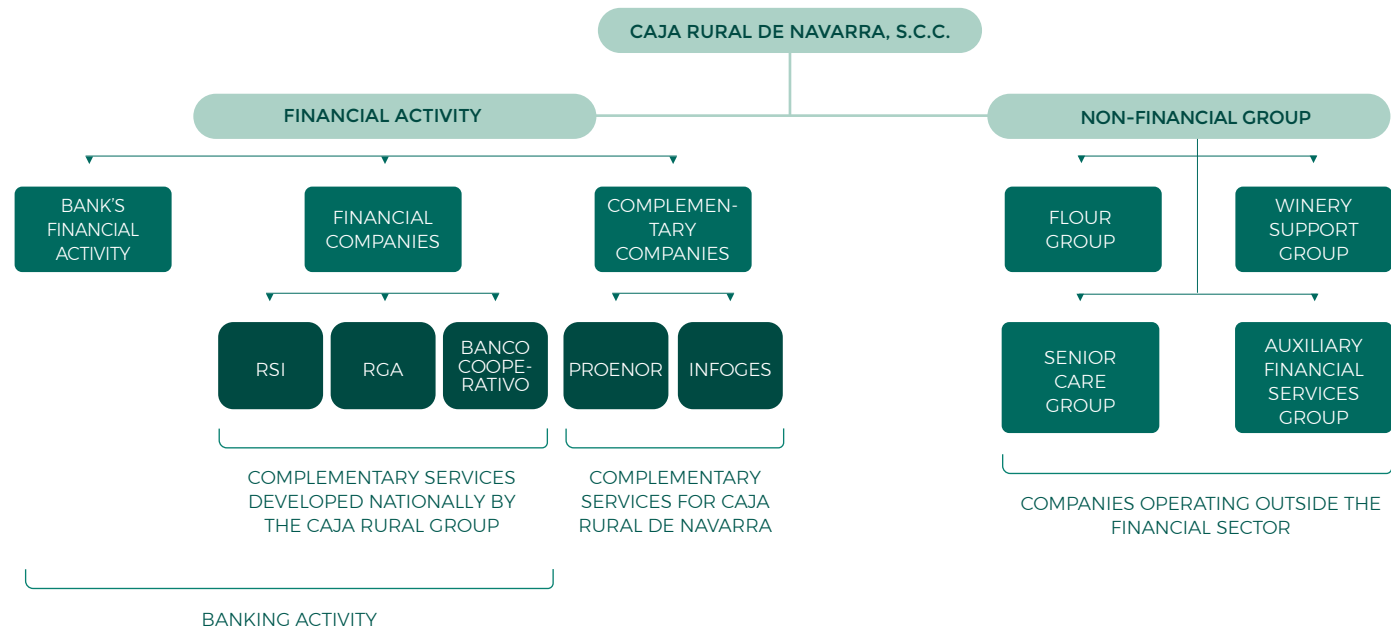 CAJA RURAL DE NAVARRA, S.C.C.
FINANCIAL ACTIVITY
NON-FINANCIAL GROUP
BANK'S
FINANCIAL
ACTIVITY
FINANCIAL
COMPANIES
COMPLEMEN-
TARY
COMPANIES
FLOUR
GROUP
WINERY
SUPPORT
GROUP
RSI
RGA
BANCO
COOPE-
RATIVO
PROENOR
INFOGES
SENIOR
CARE
GROUP
AUXILIARY
FINANCIAL
SERVICES
GROUP
COMPLEMENTARY SERVICES
DEVELOPED NATIONALLY BY
THE CAJA RURAL GROUP
COMPLEMENTARY
SERVICES FOR CAJA
RURAL DE NAVARRA
COMPANIES OPERATING OUTSIDE THE
FINANCIAL SECTOR
BANKING ACTIVITY